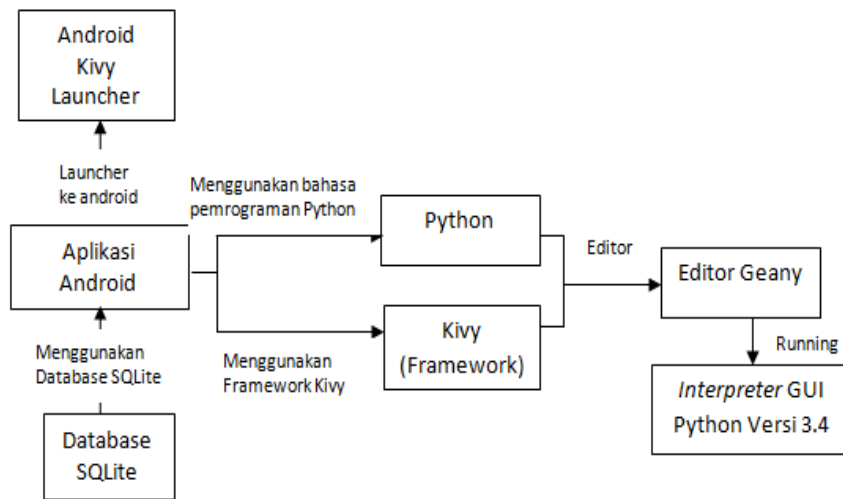 Android
Kivy
Launcher
Launcher
ke android
Menggunakan bahasa
pemrograman Python
Python
Editor
Aplikasi
Android
Editor Geany
Kivy
(Framework)
Menggunakan
Database SQLite
Menggunakan
Framework Kivy
Running
Interpreter GUI
Python Versi 3.4
Database
SQLite